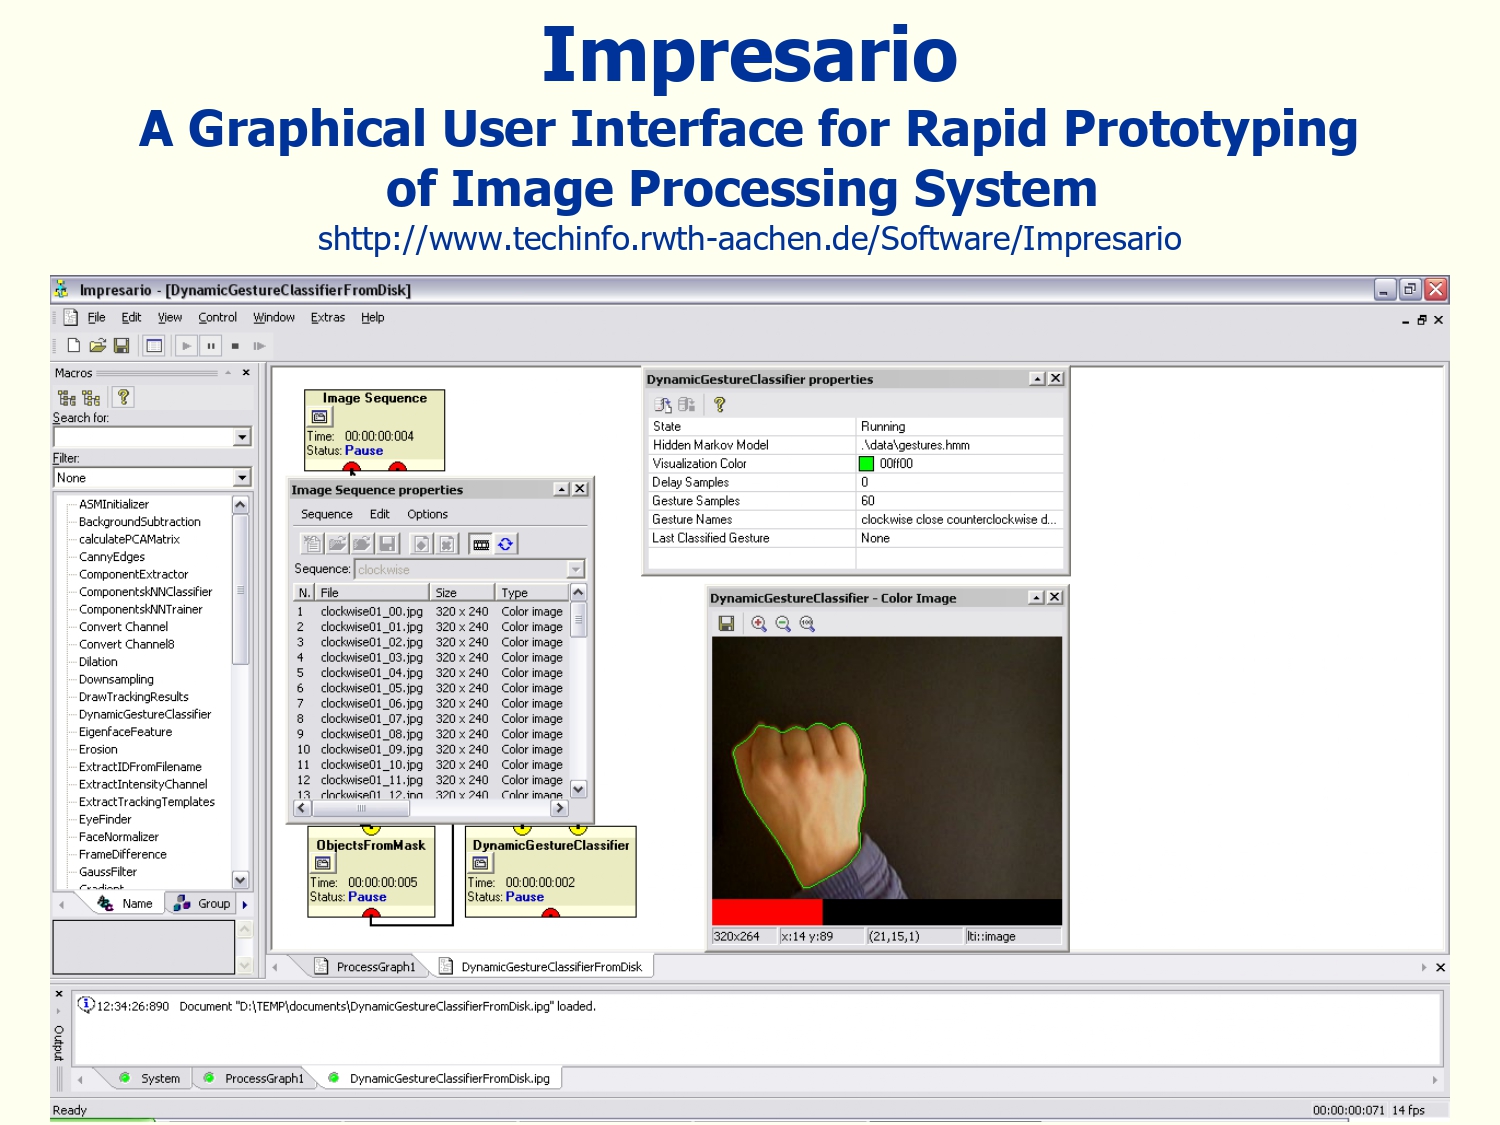 Impresario
A Graphical User Interface for Rapid Prototyping
of Image Processing System
shttp://www.techinfo.rwth-aachen.de/Software/Impresario
Impresario - [DynamicGestureClassifierFromDisk]
File Edit View Control Window Extras Help
Macros
Search for:
Filter:
None
ASMInitializer
BackgroundSubtraction
calculatePCAMatrix
CannyEdges
ComponentExtractor
ComponentskNNClassifier
ComponentskNNTrainer
Convert Channel
Convert Channel8
Dilation
Downsampling
DrawTrackingResults
DynamicGestureClassifier
EigenfaceFeature
Erosion
ExtractIDFromFilename
ExtractIntensityChannel
ExtractTrackingTemplates
EyeFinder
FaceNormalizer
FrameDifference
GaussFilter
Gradient
Name Group
Image Sequence
Time: 00:00:00:004
Status: Pause
Image Sequence properties
Sequence Edit Options
Sequence: clockwise
N. File Size Type
1 clockwise01_00.jpg 320 x 240 Color image
2 clockwise01_01.jpg 320 x 240 Color image
3 clockwise01_02.jpg 320 x 240 Color image
4 clockwise01_03.jpg 320 x 240 Color image
5 clockwise01_04.jpg 320 x 240 Color image
6 clockwise01_05.jpg 320 x 240 Color image
7 clockwise01_06.jpg 320 x 240 Color image
8 clockwise01_07.jpg 320 x 240 Color image
9 clockwise01_08.jpg 320 x 240 Color image
10 clockwise01_09.jpg 320 x 240 Color image
11 clockwise01_10.jpg 320 x 240 Color image
12 clockwise01_11.jpg 320 x 240 Color image
13 clockwise01_12.jpg 320 x 240 Color image
ObjectsFromMask
Time: 00:00:00:005
Status: Pause
DynamicGestureClassifier
Time: 00:00:00:002
Status: Pause
DynamicGestureClassifier properties
State Running
Hidden Markov Model .\data\gestures.hmm
Visualization Color 00ff00
Delay Samples 0
Gesture Samples 60
Gesture Names clockwise close counterclockwise d...
Last Classified Gesture None
DynamicGestureClassifier - Color Image
320x264 x:14 y:89 (21,15,1) lti::image
ProcessGraph1 DynamicGestureClassifierFromDisk
Output
12:34:26:890 Document "D:\TEMP\documents\DynamicGestureClassifierFromDisk.ipg" loaded.
System ProcessGraph1 DynamicGestureClassifierFromDisk.ipg
Ready 00:00:00:071 14 fps